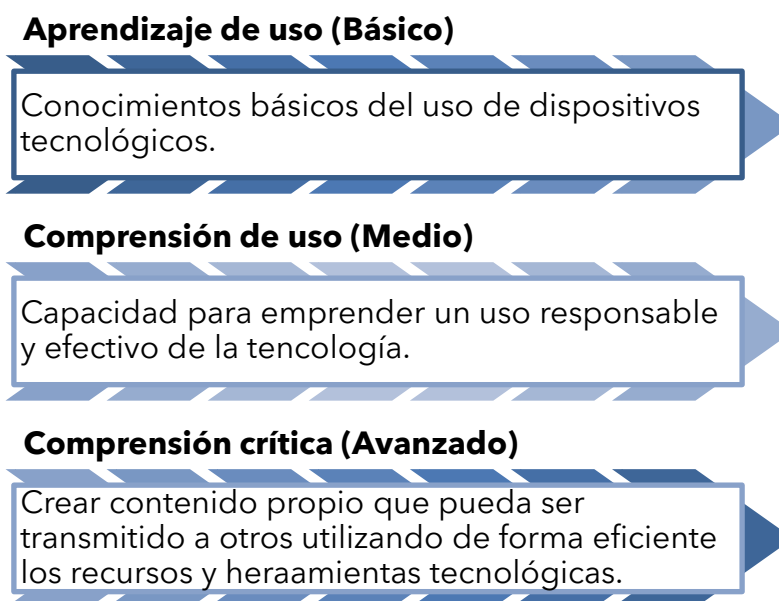 Aprendizaje de uso (Básico)
Conocimientos básicos del uso de dispositivos
tecnológicos.
Comprensión de uso (Medio)
Capacidad para emprender un uso responsable
y efectivo de la tencología.
Comprensión crítica (Avanzado)
Crear contenido propio que pueda ser
transmitido a otros utilizando de forma eficiente
los recursos y heraamientas tecnológicas.